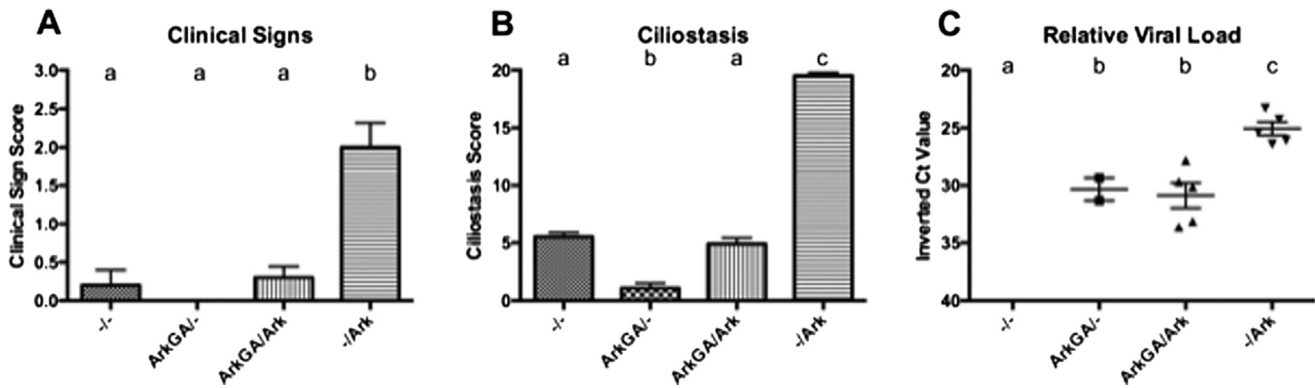 A
Clinical Signs
a a a b
3.0
2.5
2.0
1.5
1.0
0.5
0.0
Clinical Sign Score
-/-
ArkGA/-
ArkGA/Ark
-/Ark
B
Ciliostasis
a b a c
20
15
10
5
0
Ciliostasis Score
-/-
ArkGA/-
ArkGA/Ark
-/Ark
C
Relative Viral Load
a b b c
20
25
30
35
40
Inverted Ct Value
-/-
ArkGA/-
ArkGA/Ark
-/Ark